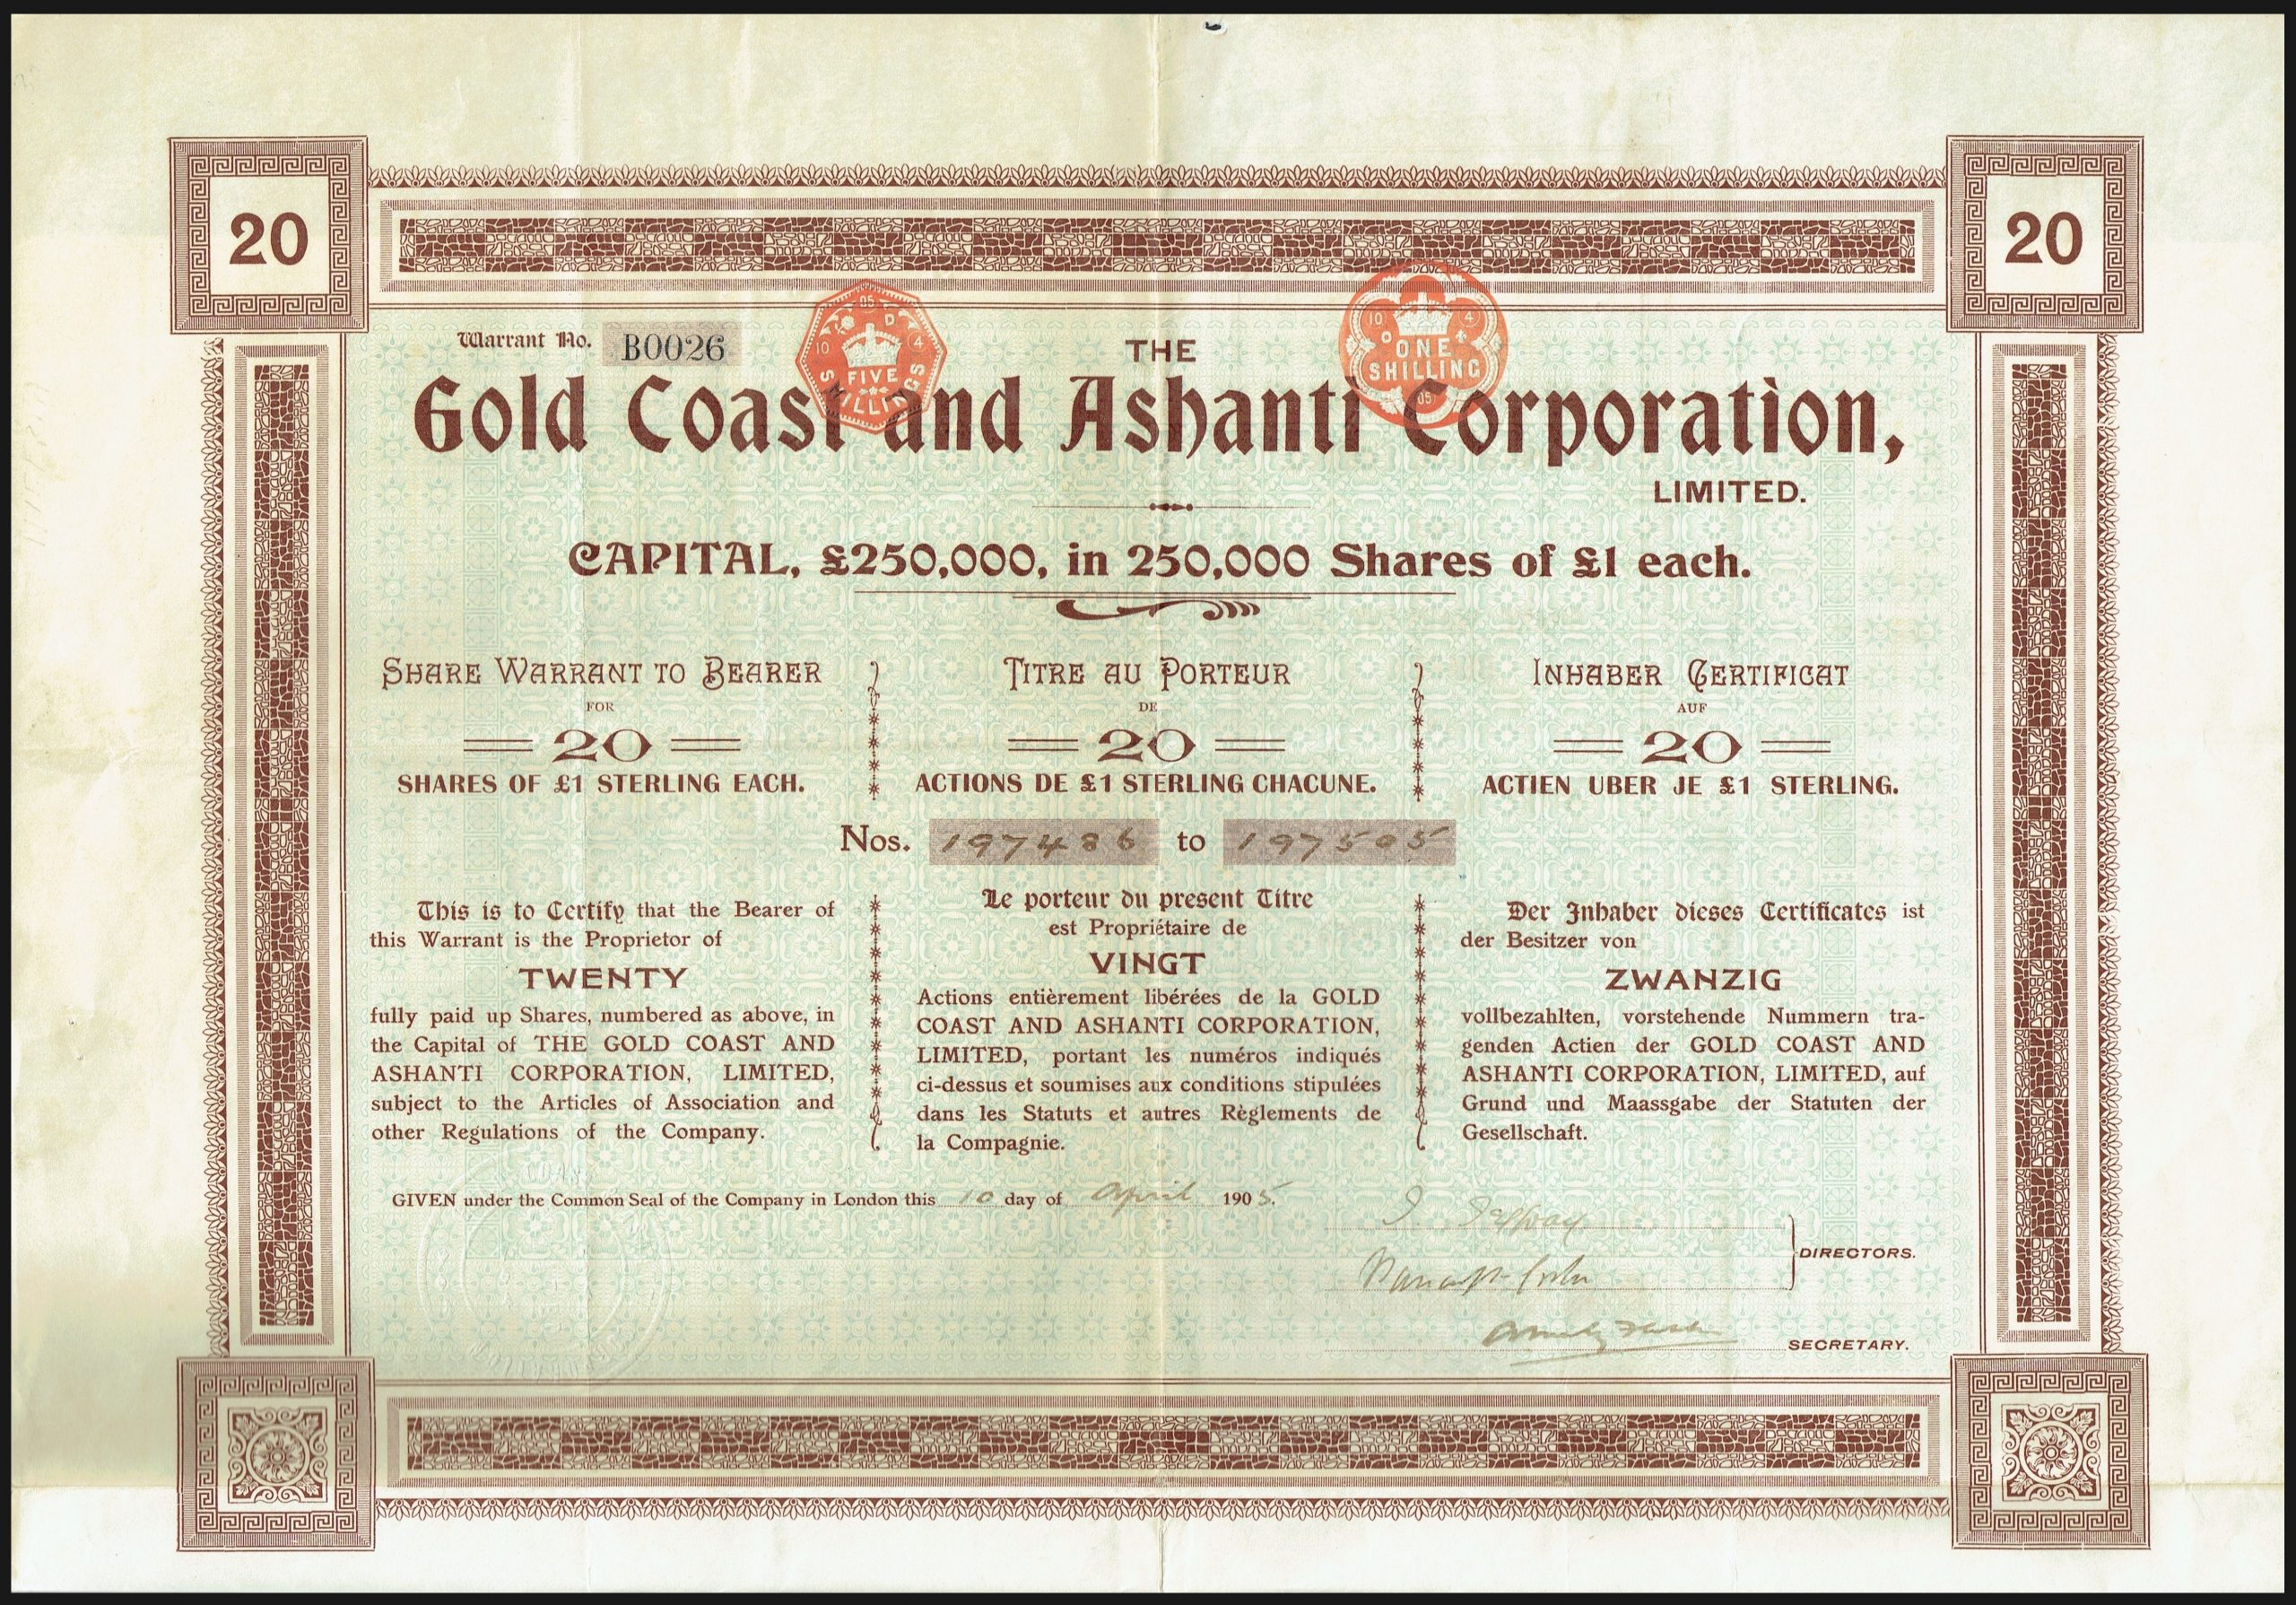 20
20
Warrant No. B0026
05
D
10
4
FIVE
SHILLINGS
10
4
ONE
SHILLING
05
THE
Gold Coast and Ashanti Corporation,
LIMITED.
CAPITAL, £250,000, in 250,000 Shares of £1 each.
SHARE WARRANT TO BEARER
FOR
20
SHARES OF £1 STERLING EACH.
TITRE AU PORTEUR
DE
20
ACTIONS DE £1 STERLING CHACUNE.
INHABER CERTIFICAT
AUF
20
ACTIEN UBER JE £1 STERLING.
Nos. 197486 to 197505
This is to Certify that the Bearer of
this Warrant is the Proprietor of
TWENTY
fully paid up Shares, numbered as above, in
the Capital of THE GOLD COAST AND
ASHANTI CORPORATION, LIMITED,
subject to the Articles of Association and
other Regulations of the Company.
Le porteur du present Titre
est Propriétaire de
VINGT
Actions entièrement libérées de la GOLD
COAST AND ASHANTI CORPORATION,
LIMITED, portant les numéros indiqués
ci-dessus et soumises aux conditions stipulées
dans les Statuts et autres Règlements de
la Compagnie.
Der Inhaber dieses Certificates ist
der Besitzer von
ZWANZIG
vollbezahlten, vorstehende Nummern tra-
genden Actien der GOLD COAST AND
ASHANTI CORPORATION, LIMITED, auf
Grund und Maassgabe der Statuten der
Gesellschaft.
GIVEN under the Common Seal of the Company in London this 10 day of April 1905.
DIRECTORS.
SECRETARY.